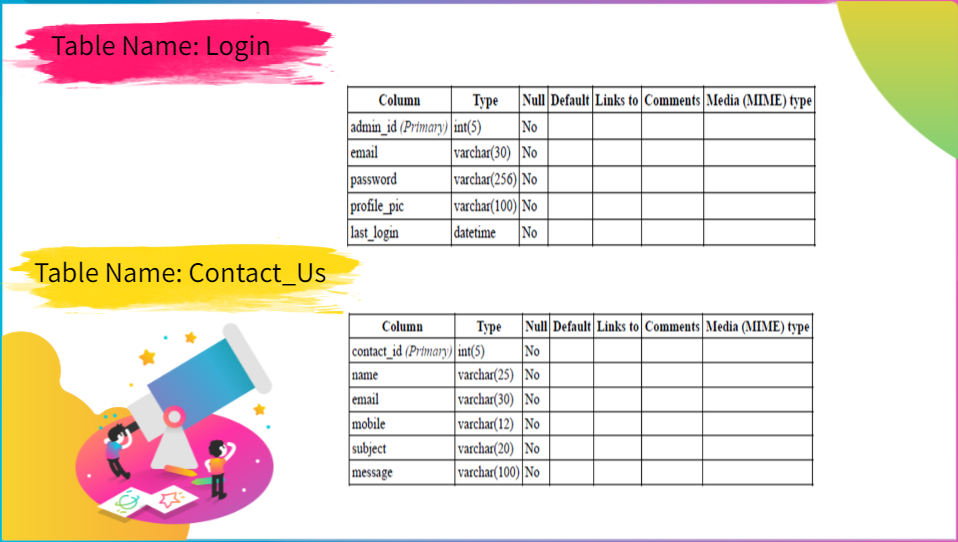 Table Name: Login
Column Type Null Default Links to Comments Media (MIME) type
admin_id (Primary) int(5) No
email varchar(30) No
password varchar(256) No
profile_pic varchar(100) No
last_login datetime No
Table Name: Contact_Us
Column Type Null Default Links to Comments Media (MIME) type
contact_id (Primary) int(5) No
name varchar(25) No
email varchar(30) No
mobile varchar(12) No
subject varchar(20) No
message varchar(100) No